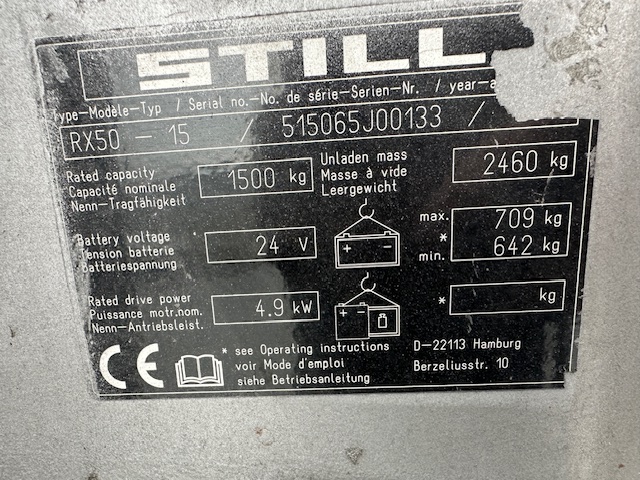 STILL
ype-Modèle-Typ / Serial no.-No. de série-Serien-Nr. / year-a
RX50 - 15 / 515065J00133 /
Rated capacity
Capacité nominale
Nenn-Tragfähigkeit
1500 kg
Unladen mass
Masse à vide
Leergewicht
2460 kg
Battery voltage
Tension batterie
Batteriespannung
24 V
+ -
max. 709 kg
*
min. 642 kg
Rated drive power
Puissance motr.nom.
Nenn-Antriebsleist.
4.9 kW
+ -
* kg
CE
* see Operating instructions
voir Mode d'emploi
siehe Betriebsanleitung
D-22113 Hamburg
Berzeliusstr. 10